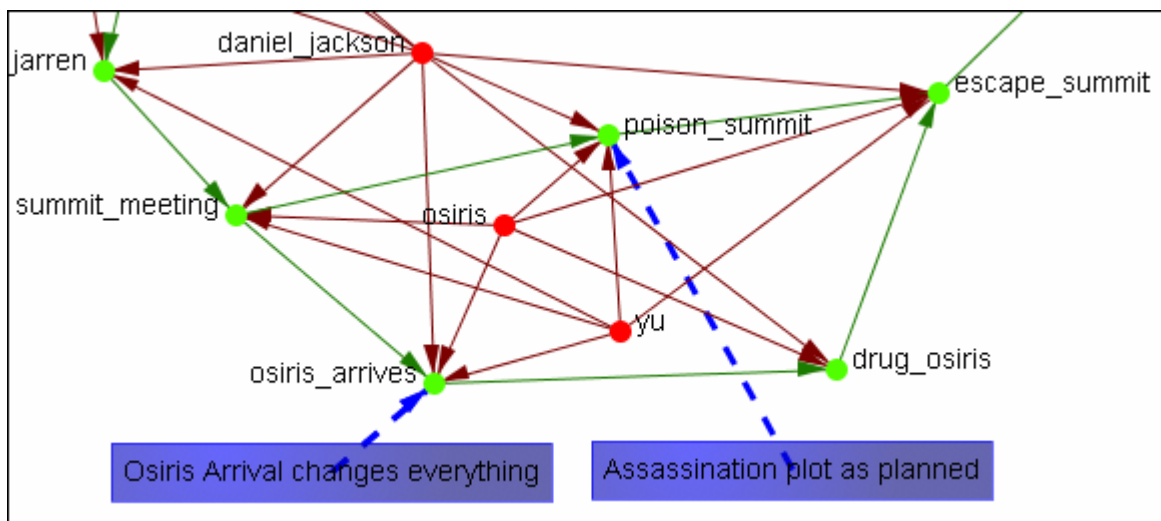 daniel_jackson
jarren
escape_summit
poison_summit
summit_meeting
osiris
yu
drug_osiris
osiris_arrives
Osiris Arrival changes everything
Assassination plot as planned